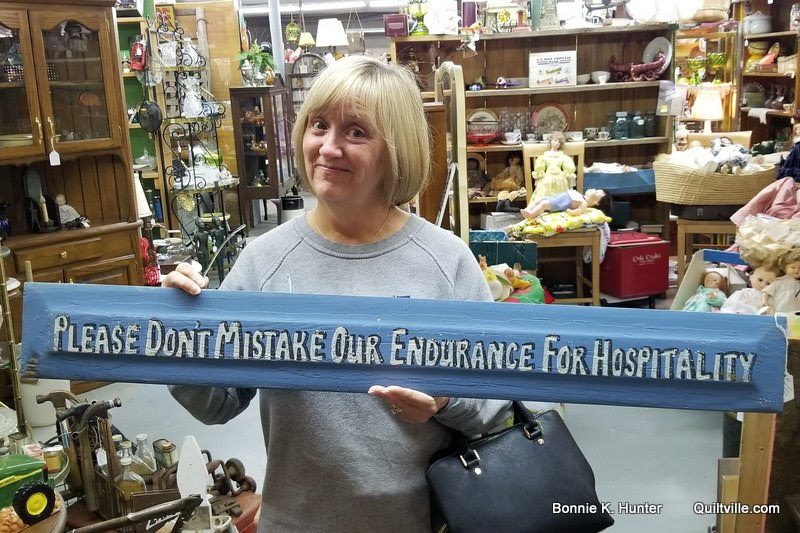 PLEASE DON'T MISTAKE OUR ENDURANCE FOR HOSPITALITY
Bonnie K. Hunter Quiltville.com